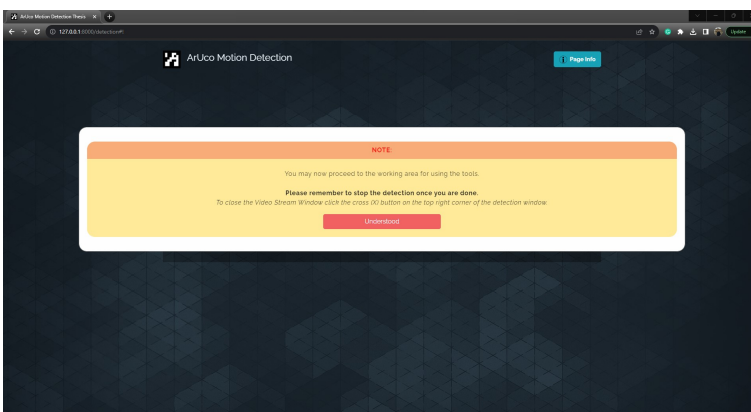 ArUco Motion Detection Thesis
127.0.0.1:8000/detection#!
Update
ArUco Motion Detection
Page Info
NOTE:
You may now proceed to the working area for using the tools.
Please remember to stop the detection once you are done.
To close the Video Stream Window click the cross (X) button on the top right corner of the detection window.
Understood